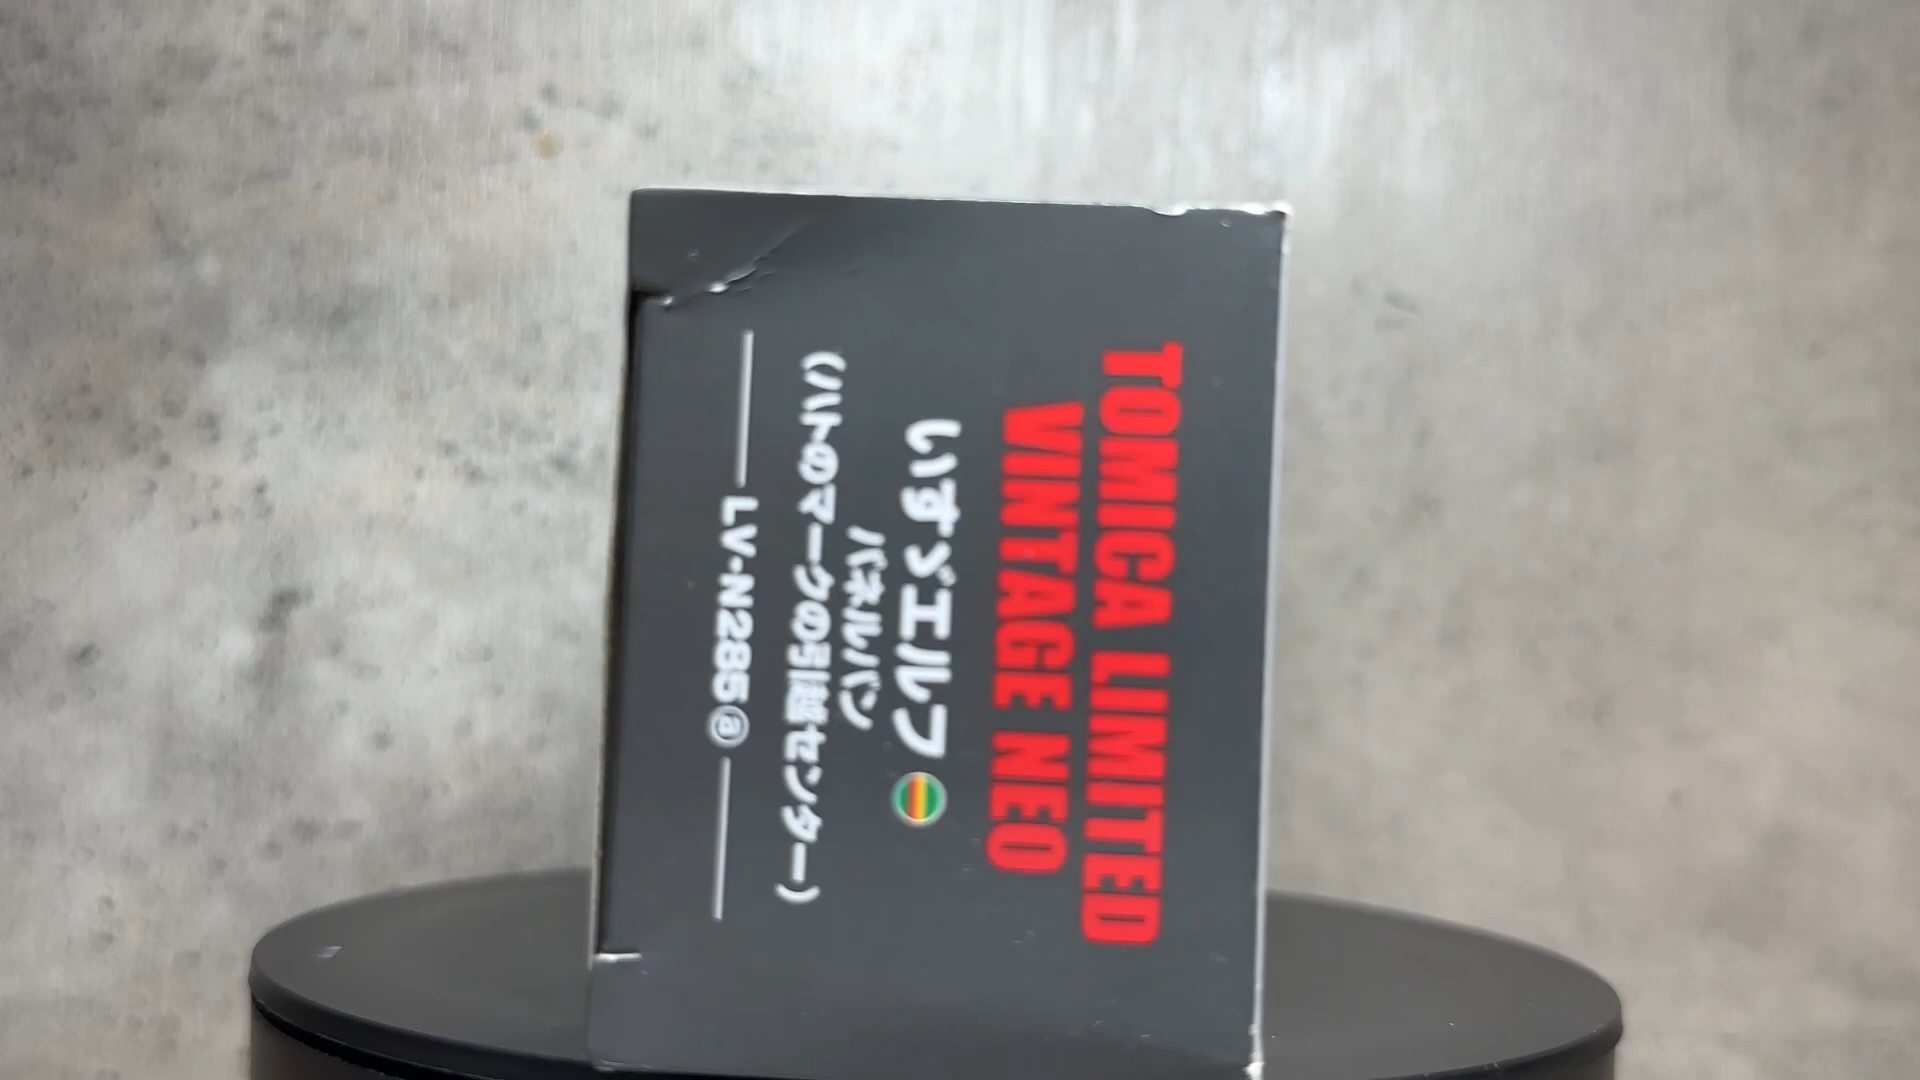 TOMICA LIMITED
VINTAGE NEO
いすゞエルフ
パネルバン
(ハトのマークの引越センター)
LV-N285ⓐ